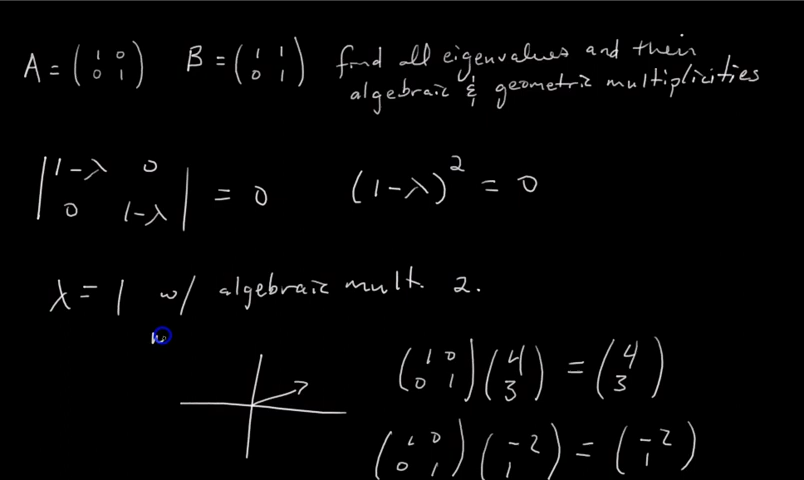 A = ( 1 0 0 1 ) B = ( 1 1 0 1 ) find all eigenvalues and their
algebraic & geometric multiplicities
| 1-λ 0 0 1-λ | = 0 (1-λ)² = 0
λ = 1 w/ algebraic mult. 2.
( 1 0 0 1 ) ( 4 3 ) = ( 4 3 )
( 1 0 0 1 ) ( -2 1 ) = ( -2 1 )